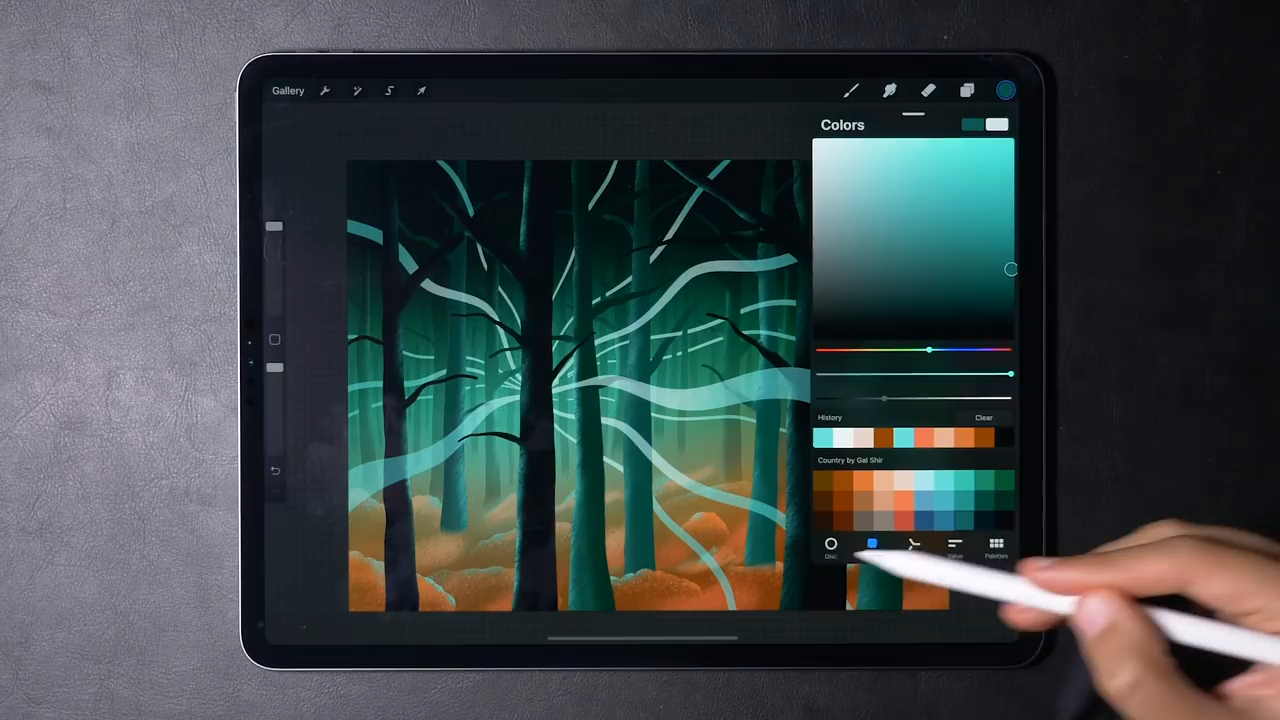 Gallery
Colors
History
Clear
Country by Gal Shir
Disc
Value
Palettes